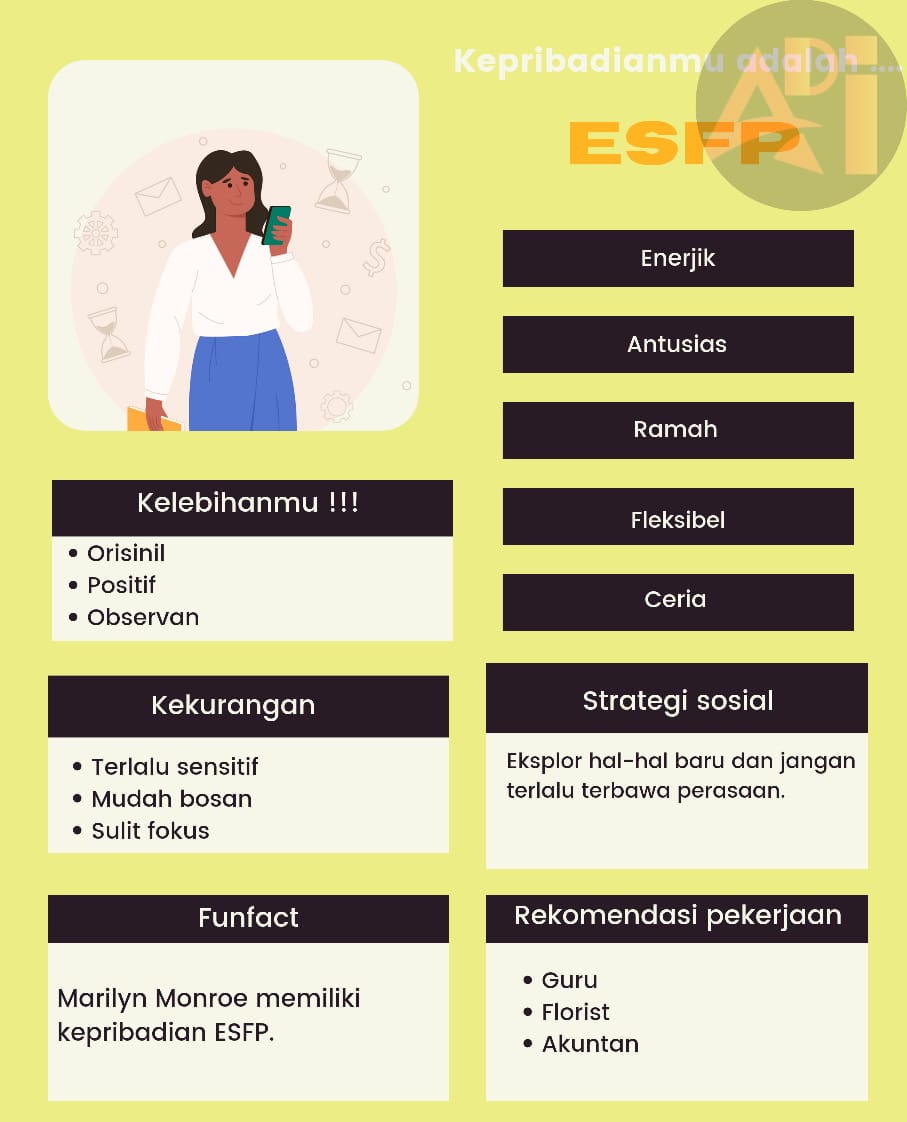 Kepribadianmu adalah ....
ADI
ESFP
Enerjik
Antusias
Ramah
Fleksibel
Ceria
Kelebihanmu !!!
• Orisinil
• Positif
• Observan
Kekurangan
• Terlalu sensitif
• Mudah bosan
• Sulit fokus
Strategi sosial
Eksplor hal-hal baru dan jangan
terlalu terbawa perasaan.
Funfact
Marilyn Monroe memiliki
kepribadian ESFP.
Rekomendasi pekerjaan
• Guru
• Florist
• Akuntan